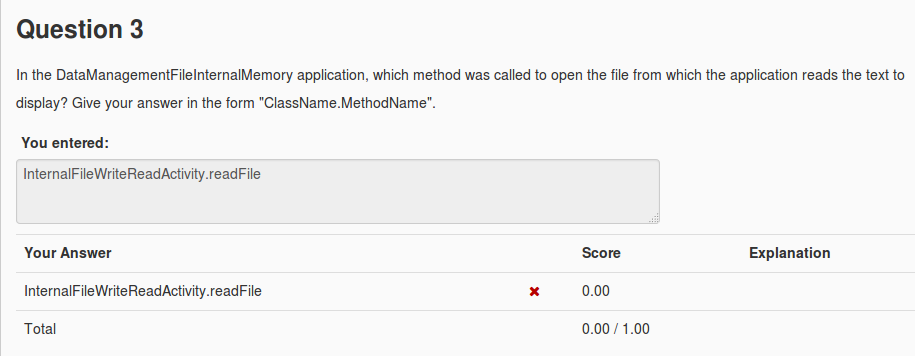 Question 3
In the DataManagementFileInternalMemory application, which method was called to open the file from which the application reads the text to
display? Give your answer in the form "ClassName.MethodName".
You entered:
InternalFileWriteReadActivity.readFile
Your Answer Score Explanation
InternalFileWriteReadActivity.readFile ✖ 0.00
Total 0.00 / 1.00